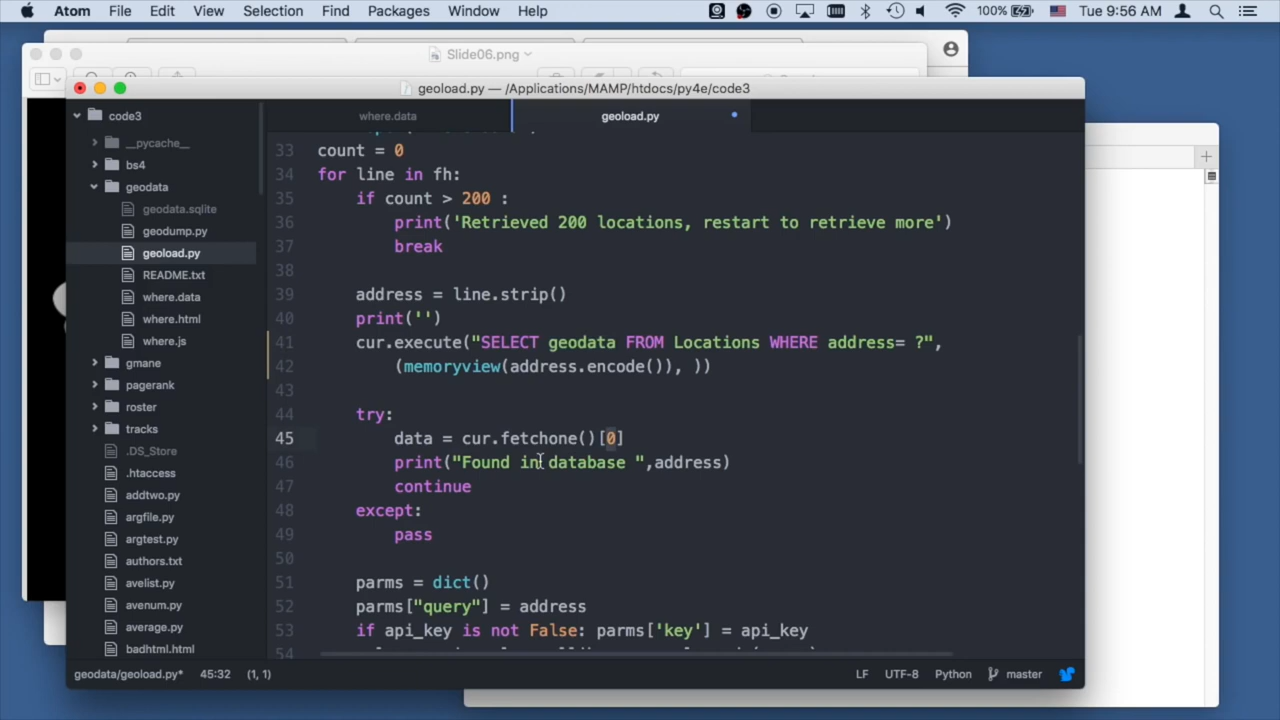 Atom File Edit View Selection Find Packages Window Help 100% Tue 9:56 AM
Slide06.png
geoload.py — /Applications/MAMP/htdocs/py4e/code3
code3
where.data
geoload.py
__pycache__
bs4
geodata
geodata.sqlite
geodump.py
geoload.py
README.txt
where.data
where.html
where.js
gmane
pagerank
roster
tracks
.DS_Store
.htaccess
addtwo.py
argfile.py
argtest.py
authors.txt
avelist.py
avenum.py
average.py
badhtml.html
33 count = 0
34 for line in fh:
35 if count > 200 :
36 print('Retrieved 200 locations, restart to retrieve more')
37 break
38
39 address = line.strip()
40 print('')
41 cur.execute("SELECT geodata FROM Locations WHERE address= ?",
42 (memoryview(address.encode()), ))
43
44 try:
45 data = cur.fetchone()[0]
46 print("Found in database ",address)
47 continue
48 except:
49 pass
50
51 parms = dict()
52 parms["query"] = address
53 if api_key is not False: parms['key'] = api_key
54
geodata/geoload.py* 45:32 (1, 1) LF UTF-8 Python master